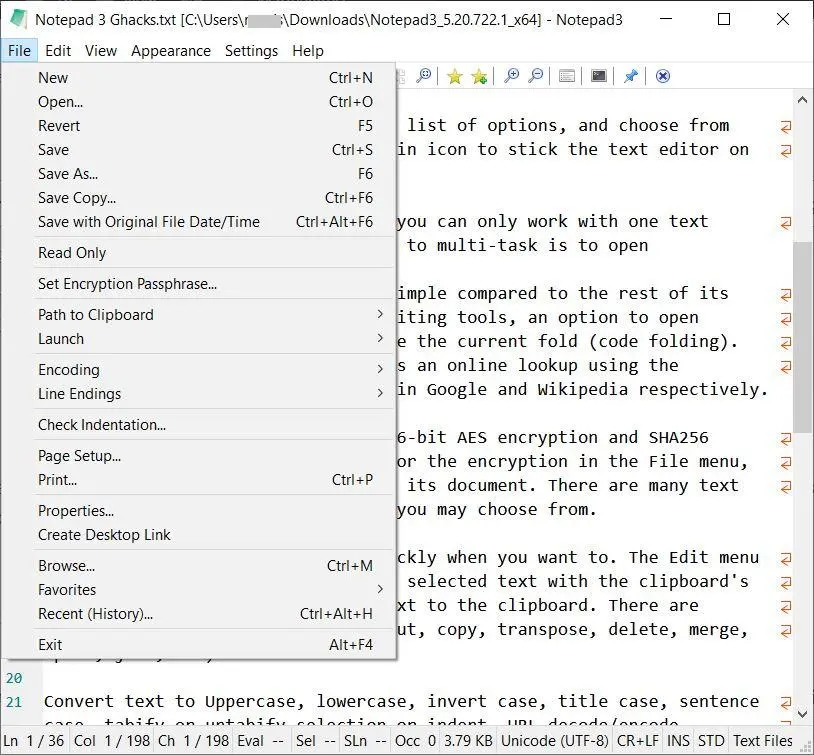 Notepad 3 Ghacks.txt [C:\Users\ \Downloads\Notepad3_5.20.722.1_x64] - Notepad3
File Edit View Appearance Settings Help
New Ctrl+N
Open... Ctrl+O
Revert F5
Save Ctrl+S
Save As... F6
Save Copy... Ctrl+F6
Save with Original File Date/Time Ctrl+Alt+F6
Read Only
Set Encryption Passphrase...
Path to Clipboard
Launch
Encoding
Line Endings
Check Indentation...
Page Setup...
Print... Ctrl+P
Properties...
Create Desktop Link
Browse... Ctrl+M
Favorites
Recent (History)... Ctrl+Alt+H
Exit Alt+F4
list of options, and choose from
in icon to stick the text editor on
you can only work with one text
to multi-task is to open
imple compared to the rest of its
iting tools, an option to open
e the current fold (code folding).
s an online lookup using the
in Google and Wikipedia respectively.
6-bit AES encryption and SHA256
or the encryption in the File menu,
its document. There are many text
you may choose from.
ckly when you want to. The Edit menu
selected text with the clipboard's
xt to the clipboard. There are
ut, copy, transpose, delete, merge,
20
21 Convert text to Uppercase, lowercase, invert case, title case, sentence
case, tabify or untabify selection or indent, URL decode/encode
Ln 1 / 36 Col 1 / 198 Ch 1 / 198 Eval -- Sel -- SLn -- Occ 0 3.79 KB Unicode (UTF-8) CR+LF INS STD Text Files